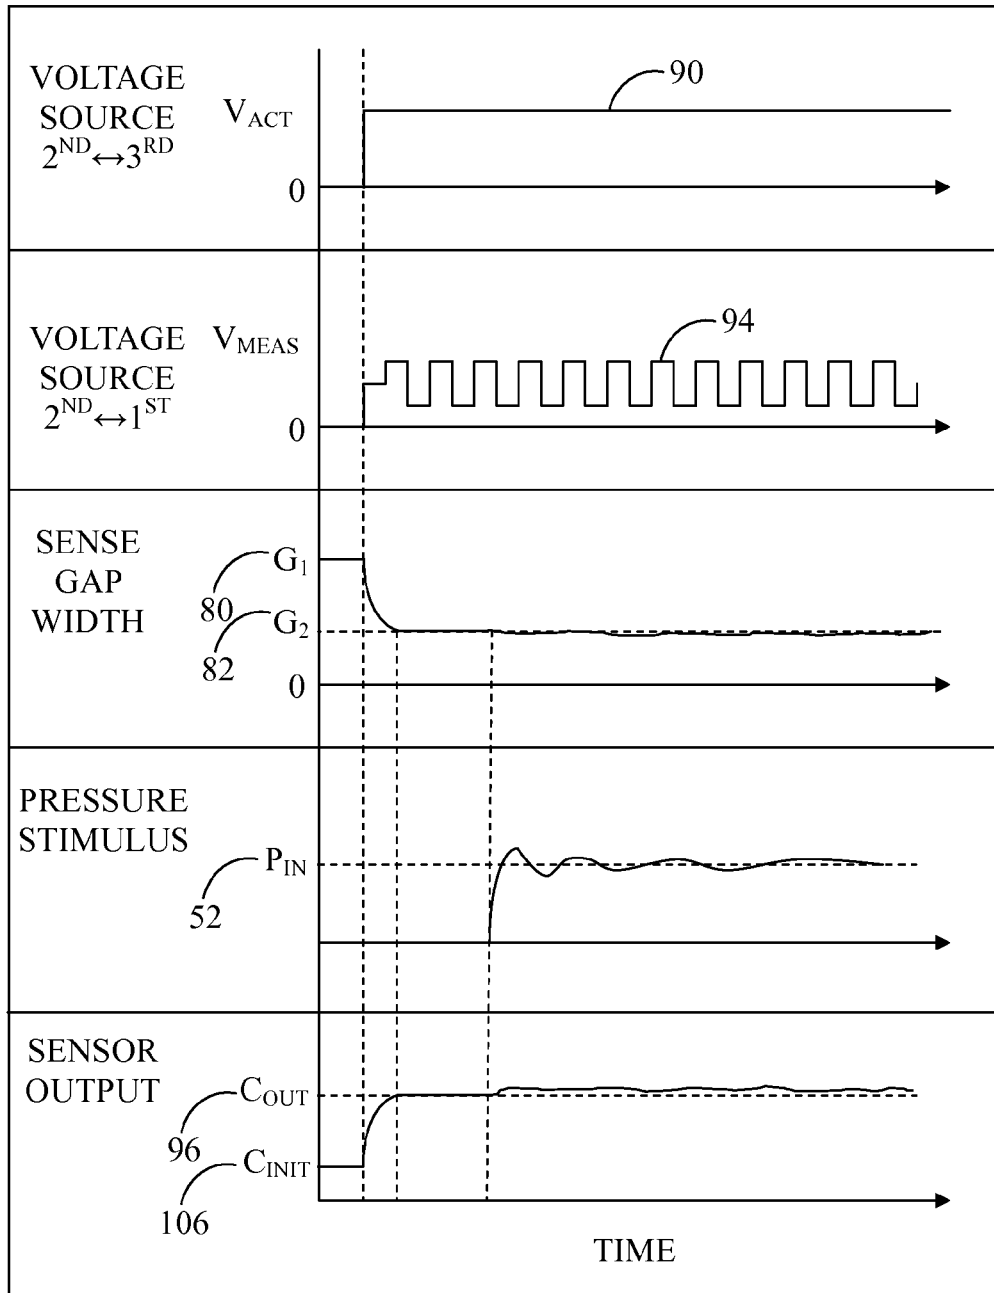 VOLTAGE
SOURCE
2ND↔3RD
VACT
0
90
VOLTAGE
SOURCE
2ND↔1ST
VMEAS
0
94
SENSE
GAP
WIDTH
G1
80
G2
82
0
PRESSURE
STIMULUS
PIN
52
SENSOR
OUTPUT
COUT
96
CINIT
106
TIME